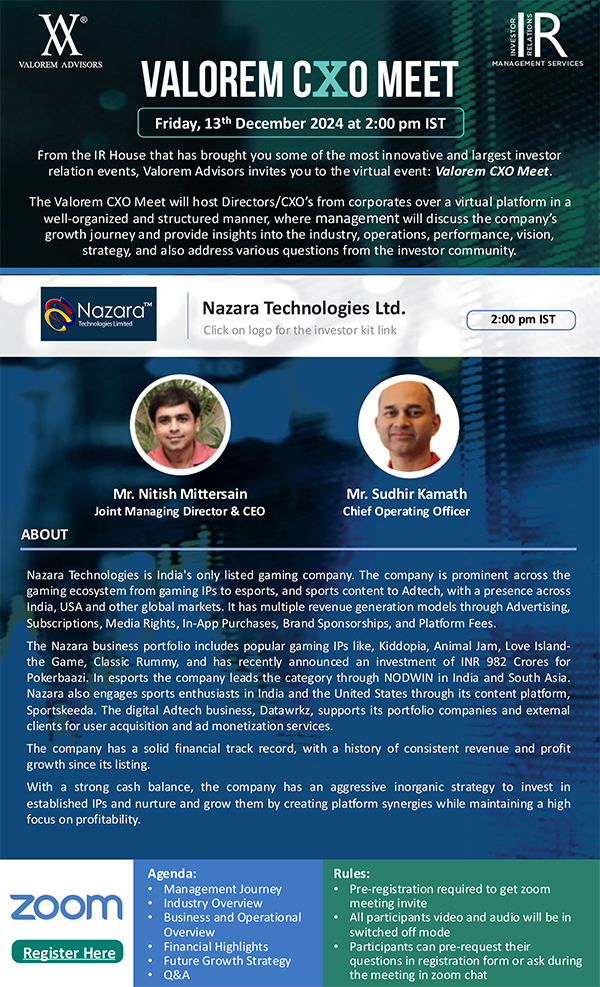 VALOREM ADVISORS
INVESTOR RELATIONS IR
MANAGEMENT SERVICES
VALOREM CXO MEET
Friday, 13th December 2024 at 2:00 pm IST
From the IR House that has brought you some of the most innovative and largest investor
relation events, Valorem Advisors invites you to the virtual event: Valorem CXO Meet.
The Valorem CXO Meet will host Directors/CXO’s from corporates over a virtual platform in a
well-organized and structured manner, where management will discuss the company’s
growth journey and provide insights into the industry, operations, performance, vision,
strategy, and also address various questions from the investor community.
Nazara™
Technologies Limited
Nazara Technologies Ltd.
Click on logo for the investor kit link
2:00 pm IST
Mr. Nitish Mittersain
Joint Managing Director & CEO
Mr. Sudhir Kamath
Chief Operating Officer
ABOUT
Nazara Technologies is India's only listed gaming company. The company is prominent across the
gaming ecosystem from gaming IPs to esports, and sports content to Adtech, with a presence across
India, USA and other global markets. It has multiple revenue generation models through Advertising,
Subscriptions, Media Rights, In-App Purchases, Brand Sponsorships, and Platform Fees.
The Nazara business portfolio includes popular gaming IPs like, Kiddopia, Animal Jam, Love Island-
the Game, Classic Rummy, and has recently announced an investment of INR 982 Crores for
Pokerbaazi. In esports the company leads the category through NODWIN in India and South Asia.
Nazara also engages sports enthusiasts in India and the United States through its content platform,
Sportskeeda. The digital Adtech business, Datawrkz, supports its portfolio companies and external
clients for user acquisition and ad monetization services.
The company has a solid financial track record, with a history of consistent revenue and profit
growth since its listing.
With a strong cash balance, the company has an aggressive inorganic strategy to invest in
established IPs and nurture and grow them by creating platform synergies while maintaining a high
focus on profitability.
zoom
Register Here
Agenda:
• Management Journey
• Industry Overview
• Business and Operational
Overview
• Financial Highlights
• Future Growth Strategy
• Q&A
Rules:
• Pre-registration required to get zoom
meeting invite
• All participants video and audio will be in
switched off mode
• Participants can pre-request their
questions in registration form or ask during
the meeting in zoom chat